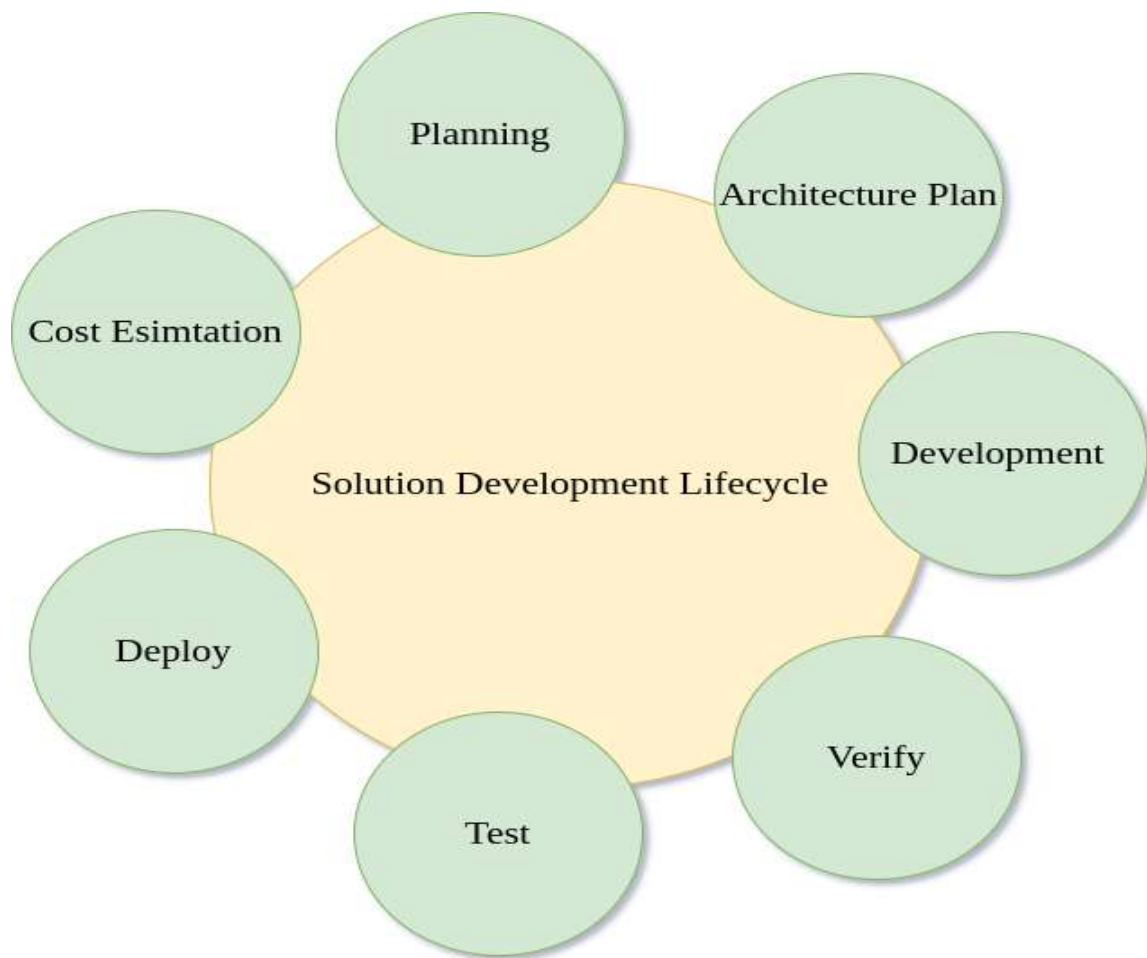 Planning
Architecture Plan
Cost Esimtation
Development
Solution Development Lifecycle
Deploy
Verify
Test